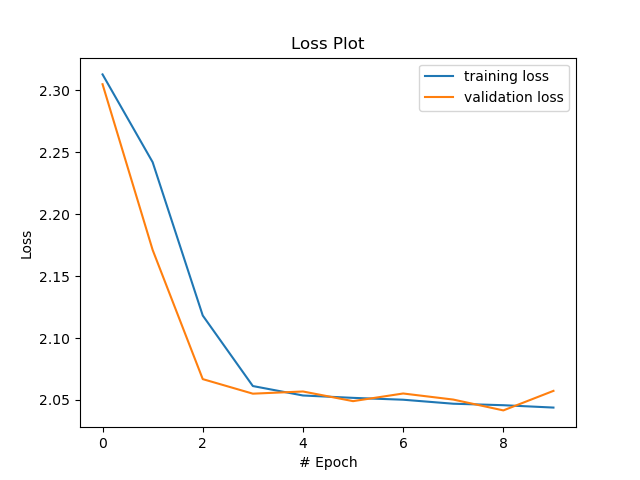 Loss Plot
training loss
validation loss
2.30
2.25
2.20
2.15
2.10
2.05
Loss
0
2
4
6
8
# Epoch